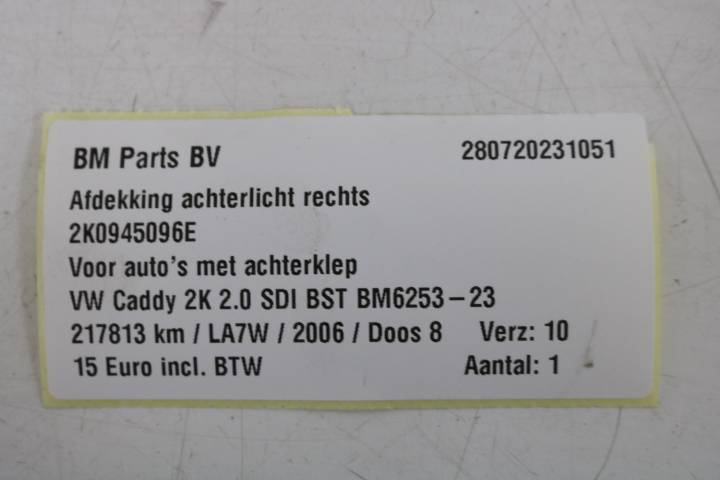 BM Parts BV 280720231051
Afdekking achterlicht rechts
2K0945096E
Voor auto's met achterklep
VW Caddy 2K 2.0 SDI BST BM6253-23
217813 km / LA7W / 2006 / Doos 8 Verz: 10
15 Euro incl. BTW Aantal: 1